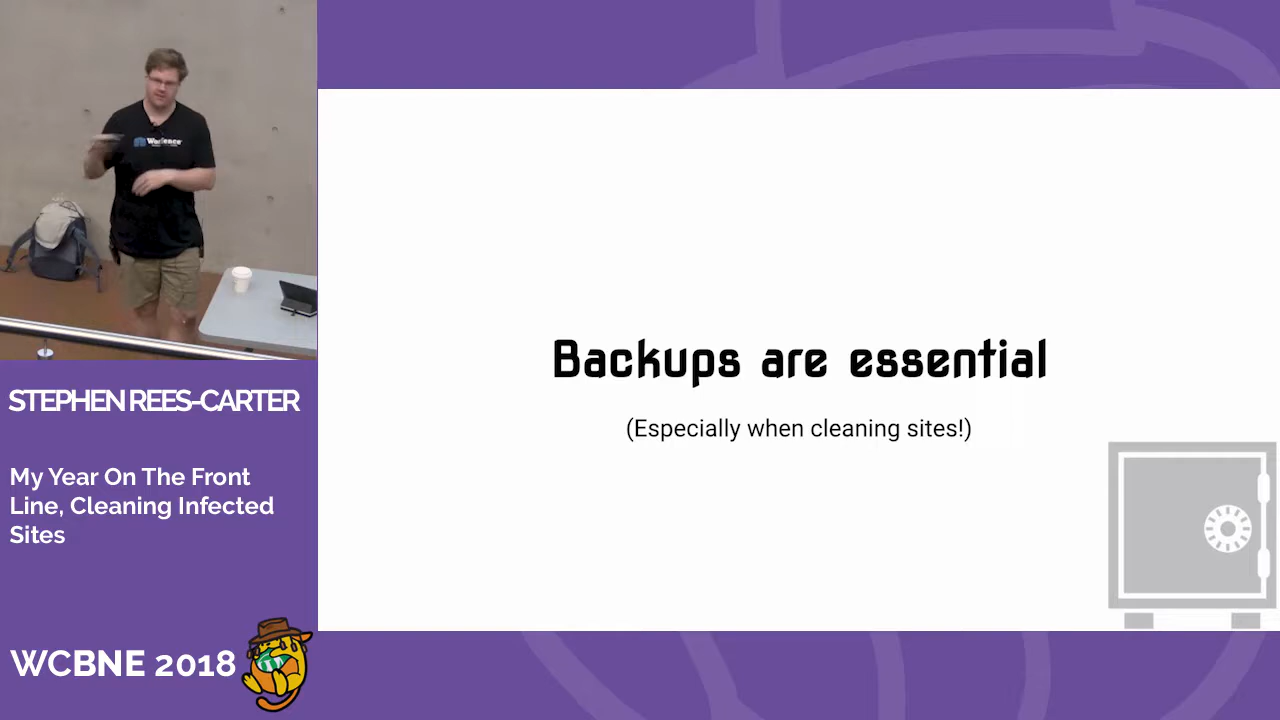 Wordfence
STEPHEN REES-CARTER
My Year On The Front
Line, Cleaning Infected
Sites
WCBNE 2018
Backups are essential
(Especially when cleaning sites!)